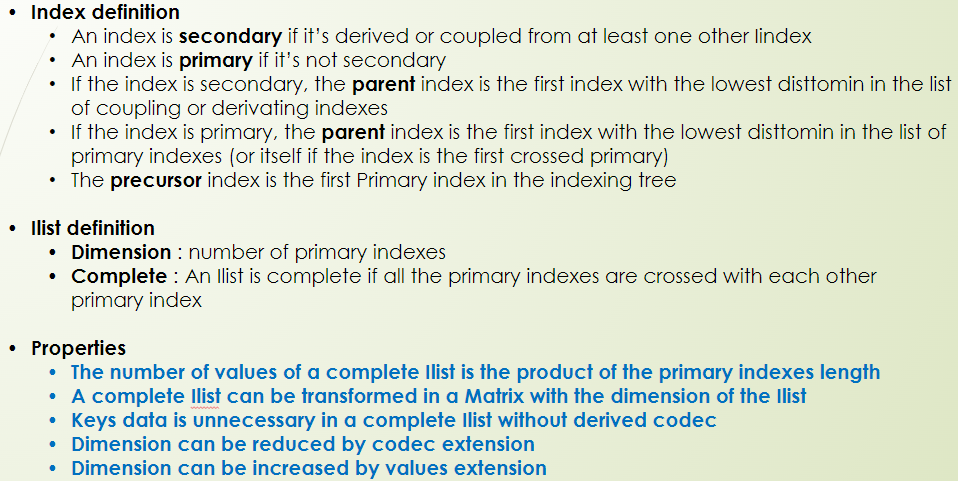 • Index definition
• An index is secondary if it's derived or coupled from at least one other Iindex
• An index is primary if it's not secondary
• If the index is secondary, the parent index is the first index with the lowest disttomin in the list
of coupling or derivating indexes
• If the index is primary, the parent index is the first index with the lowest disttomin in the list of
primary indexes (or itself if the index is the first crossed primary)
• The precursor index is the first Primary index in the indexing tree
• Ilist definition
• Dimension : number of primary indexes
• Complete : An Ilist is complete if all the primary indexes are crossed with each other
primary index
• Properties
• The number of values of a complete Ilist is the product of the primary indexes length
• A complete Ilist can be transformed in a Matrix with the dimension of the Ilist
• Keys data is unnecessary in a complete Ilist without derived codec
• Dimension can be reduced by codec extension
• Dimension can be increased by values extension